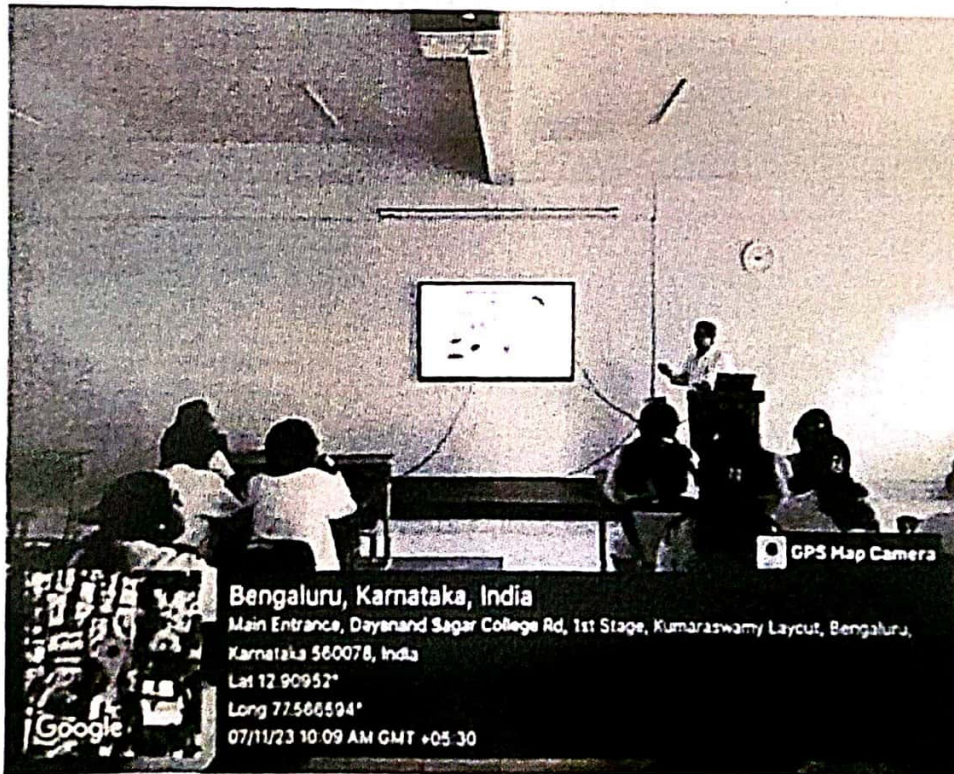 GPS Map Camera
Bengaluru, Karnataka, India
Main Entrance, Dayanand Sagar College Rd, 1st Stage, Kumaraswamy Layout, Bengaluru,
Karnataka 560078, India
Lat 12.90952°
Long 77.566594°
07/11/23 10:09 AM GMT +05:30
Google